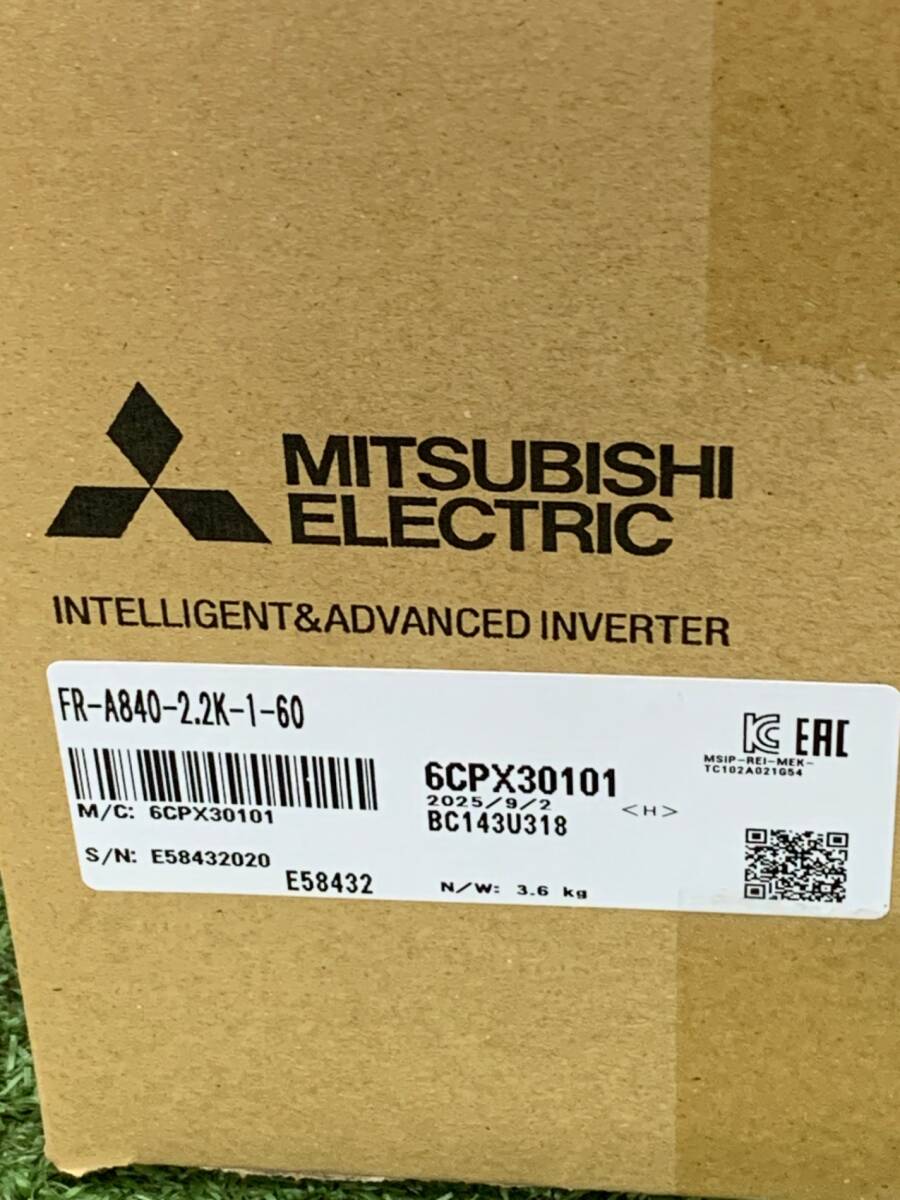 MITSUBISHI
ELECTRIC
INTELLIGENT&ADVANCED INVERTER
FR-A840-2.2K-1-60
M/C: 6CPX30101
S/N: E58432020
E58432
6CPX30101
2025/9/2
BC143U318
<H>
N/W: 3.6 kg
EAC
MSIP-REI-MEK-
TC102A021G54